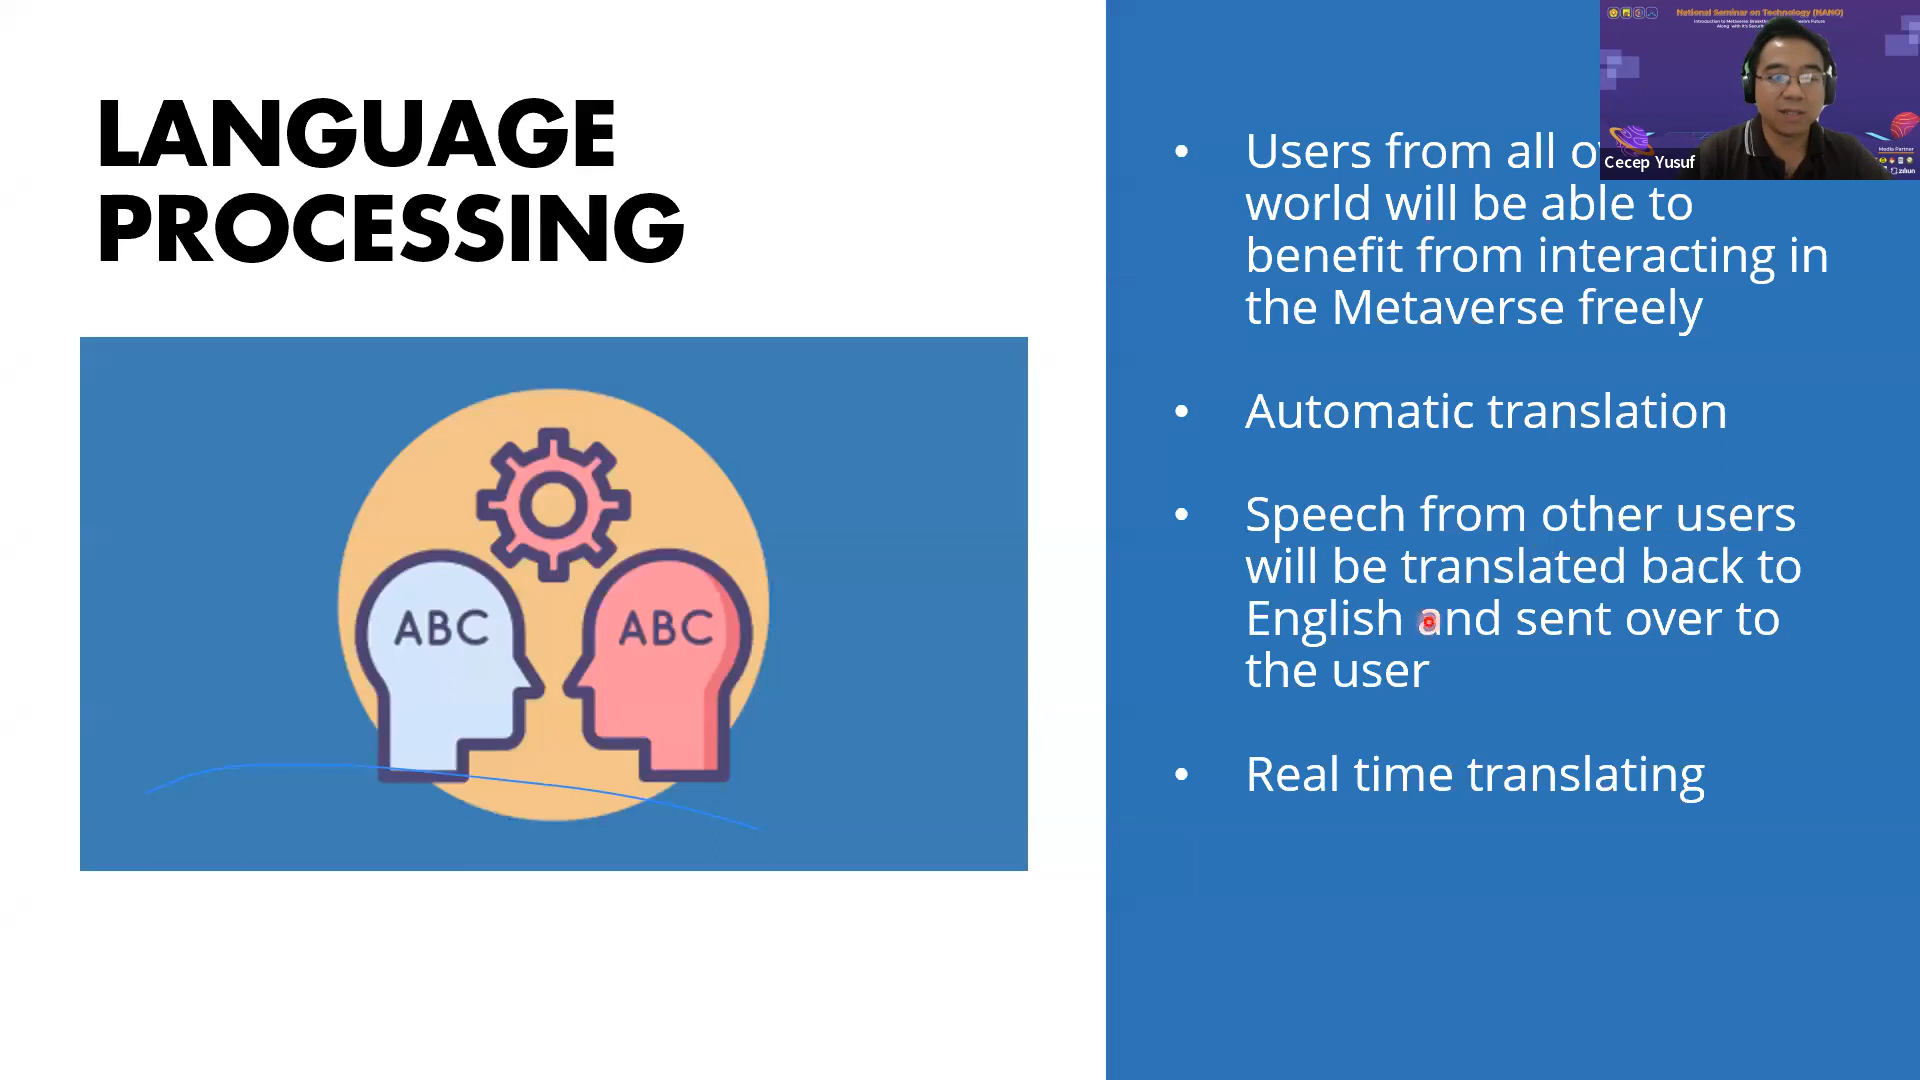 LANGUAGE
PROCESSING
ABC
ABC
• Users from all
world will be able to
benefit from interacting in
the Metaverse freely
• Automatic translation
• Speech from other users
will be translated back to
English and sent over to
the user
• Real time translating
National Seminar on Technology (NANO)
Cecep Yusuf
Media Partner